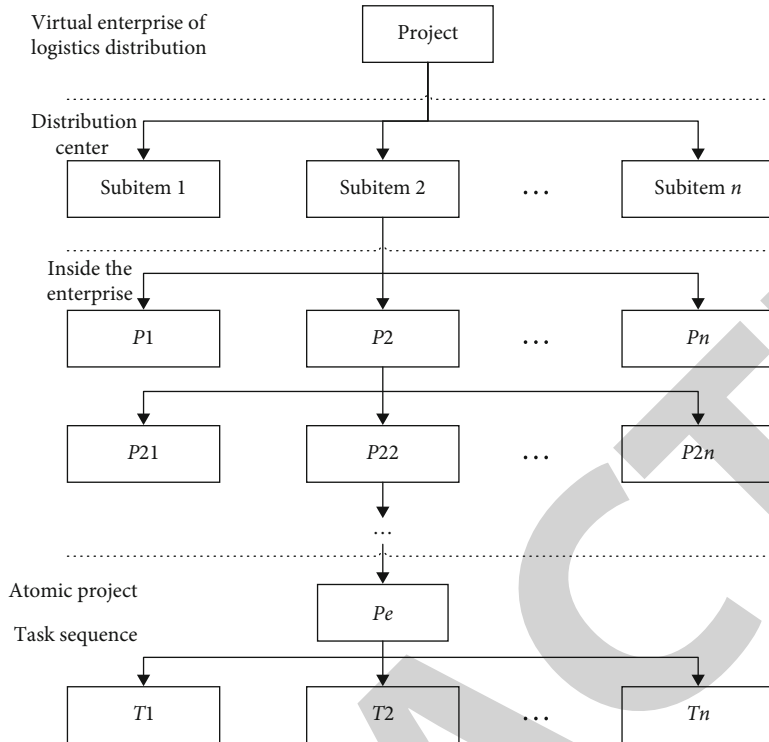 Virtual enterprise of
logistics distribution
Project
Distribution
center
Subitem 1
Subitem 2
...
Subitem n
Inside the
enterprise
P1
P2
...
Pn
P21
P22
...
P2n
...
Atomic project
Pe
Task sequence
T1
T2
...
Tn